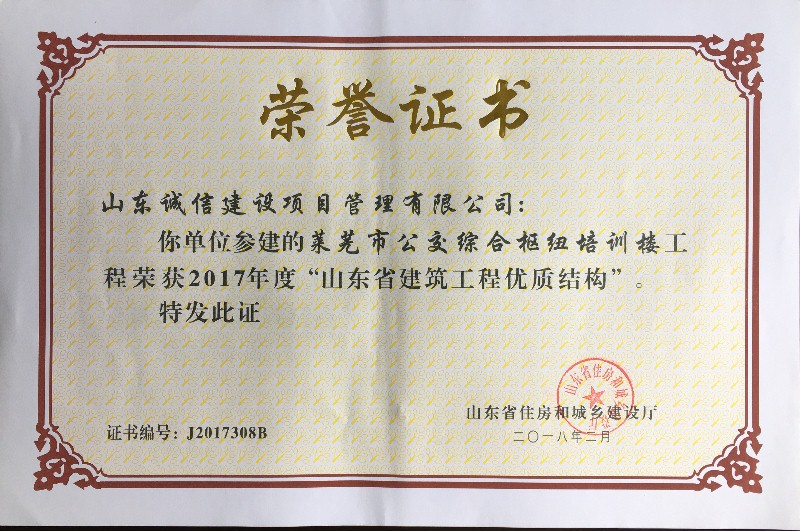 荣誉证书
山东诚信建设项目管理有限公司：
你单位参建的莱芜市公交综合枢纽培训楼工
程荣获2017年度“山东省建筑工程优质结构”。
特发此证
山东省住房和城乡建设厅
证书编号：J2017308B
二〇一八年二月